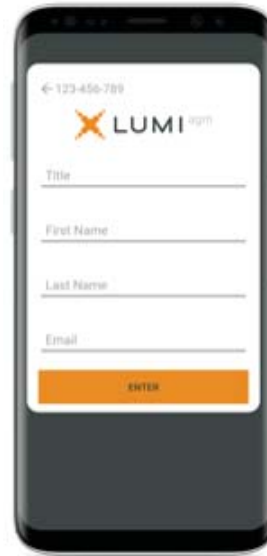 ← 123-456-789
LUMI agm
Title
First Name
Last Name
Email
ENTER